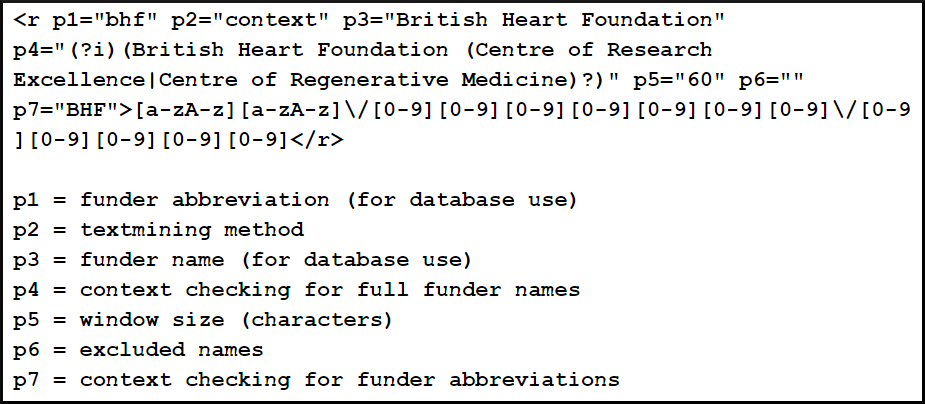 <r p1="bhf" p2="context" p3="British Heart Foundation"
p4="(?i)(British Heart Foundation (Centre of Research
Excellence|Centre of Regenerative Medicine)?)" p5="60" p6=""
p7="BHF">[a-zA-z][a-zA-z]\/[0-9][0-9][0-9][0-9][0-9][0-9][0-9]\/[0-9
][0-9][0-9][0-9][0-9]</r>
p1 = funder abbreviation (for database use)
p2 = textmining method
p3 = funder name (for database use)
p4 = context checking for full funder names
p5 = window size (characters)
p6 = excluded names
p7 = context checking for funder abbreviations